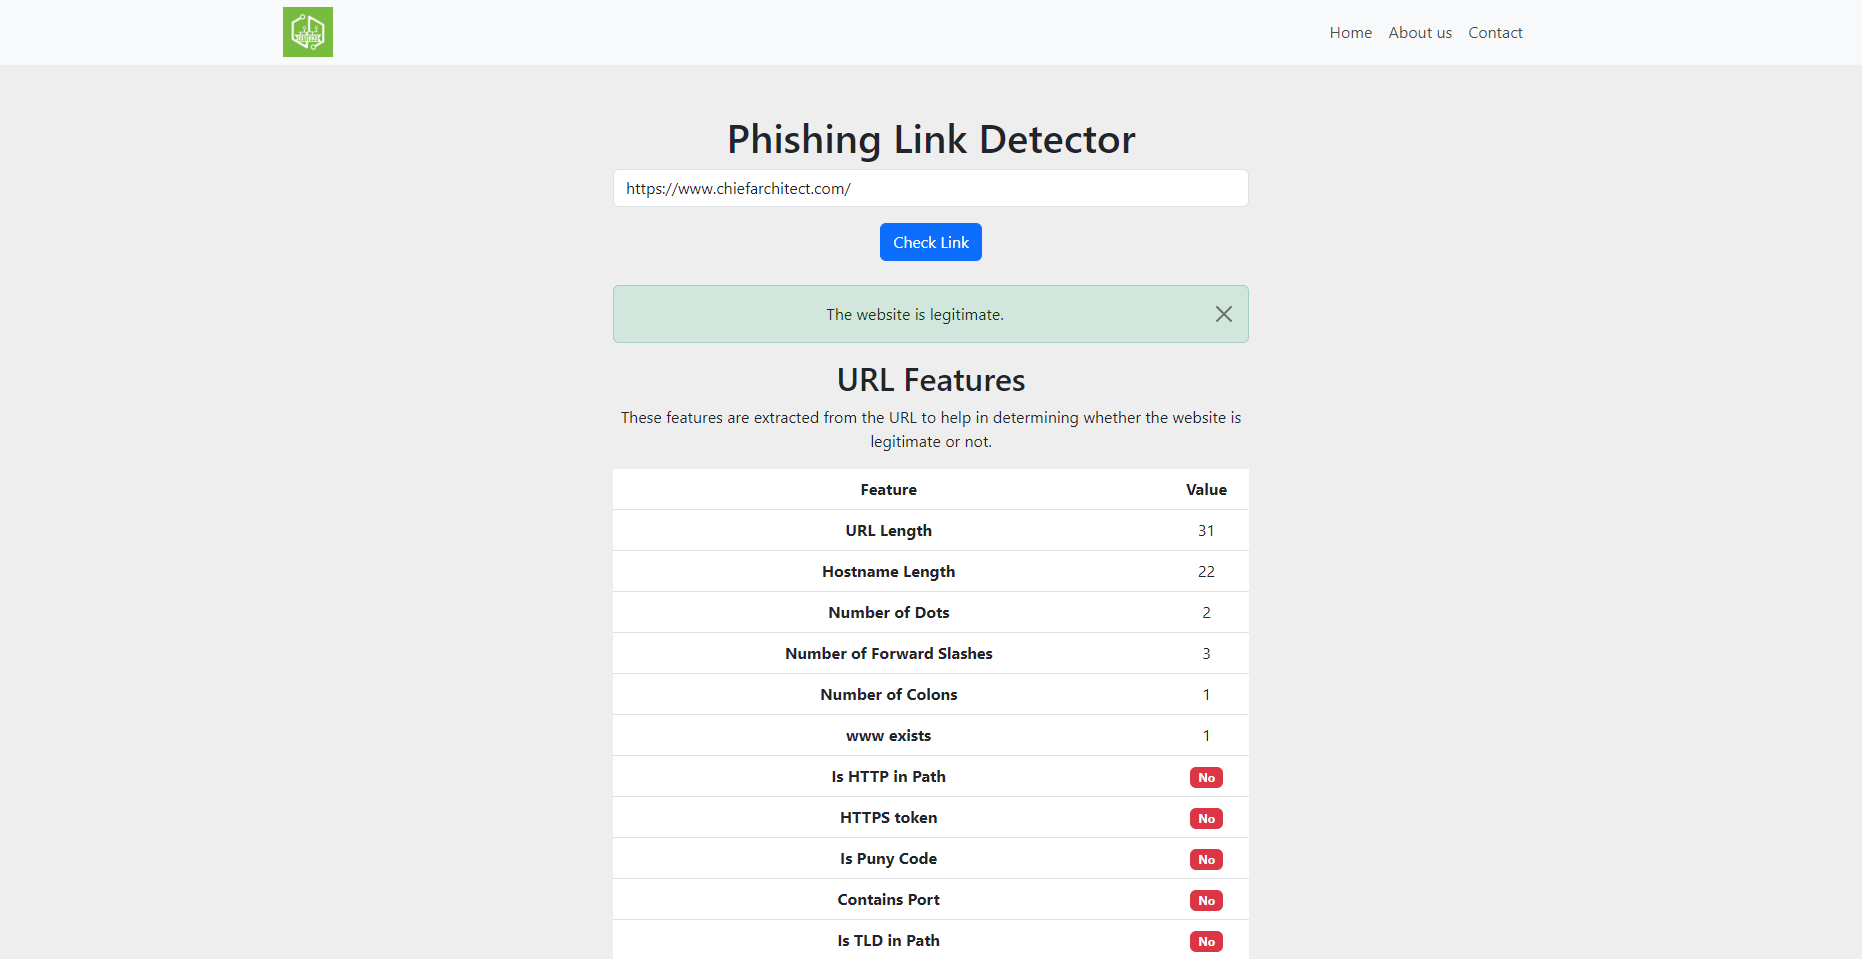 Home About us Contact
Phishing Link Detector
https://www.chiefarchitect.com/
Check Link
The website is legitimate.
URL Features
These features are extracted from the URL to help in determining whether the website is
legitimate or not.
Feature Value
URL Length 31
Hostname Length 22
Number of Dots 2
Number of Forward Slashes 3
Number of Colons 1
www exists 1
Is HTTP in Path No
HTTPS token No
Is Puny Code No
Contains Port No
Is TLD in Path No